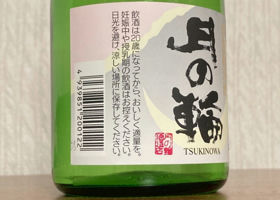 飲酒は20歳になってから、おいしく適量を。
妊娠中や授乳期の飲酒はお控えください。
日光を避け、涼しい場所に保存してください。
4939851200122
月の輪
TSUKINOWA